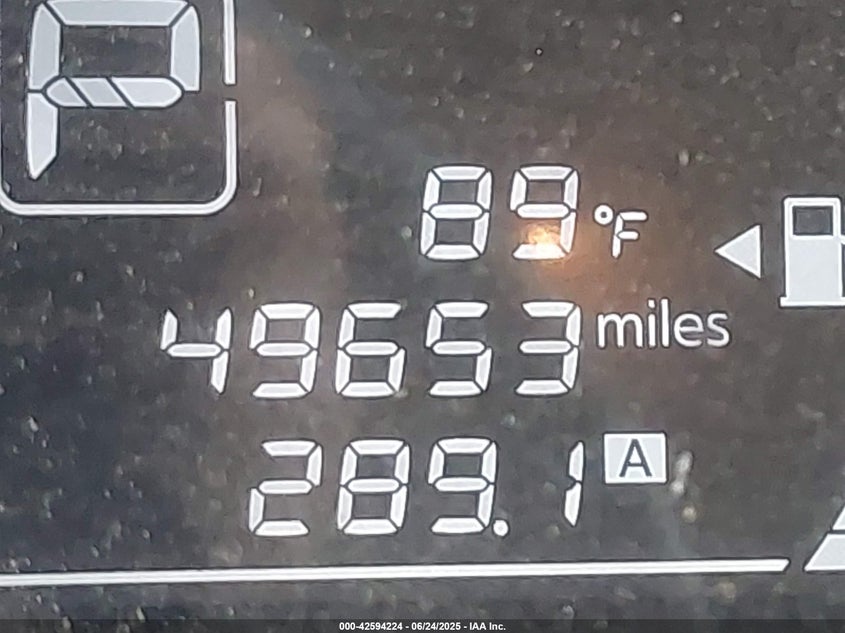 P
89 °F
49653 miles
289.1 A
000-42594224 - 06/24/2025 - IAA Inc.